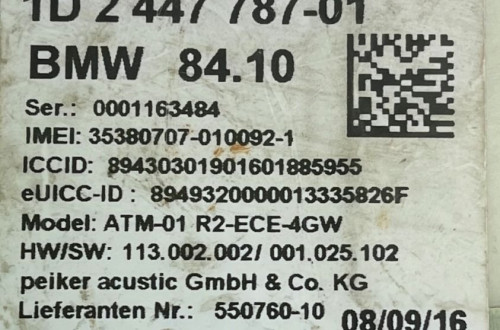 1D 2 447 787-01
BMW 84.10
Ser.: 0001163484
IMEI: 35380707-010092-1
ICCID: 89430301901601885955
eUICC-ID : 8949320000013335826F
Model: ATM-01 R2-ECE-4GW
HW/SW: 113.002.002/ 001.025.102
peiker acustic GmbH & Co. KG
Lieferanten Nr.: 550760-10 08/09/16